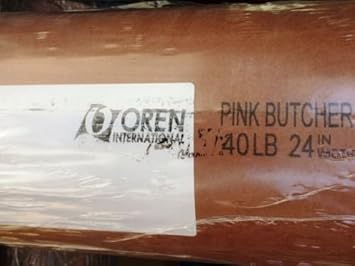 OREN
INTERNATIONAL
PINK BUTCHER
40LB 24 IN